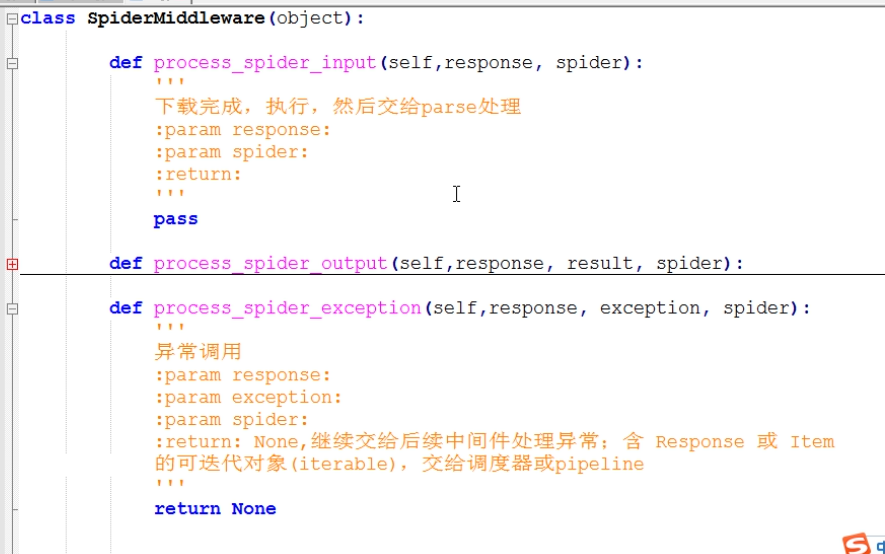 class SpiderMiddleware(object):
def process_spider_input(self,response, spider):
'''
下载完成，执行，然后交给parse处理
:param response:
:param spider:
:return:
'''
pass
def process_spider_output(self,response, result, spider):
def process_spider_exception(self,response, exception, spider):
'''
异常调用
:param response:
:param exception:
:param spider:
:return: None,继续交给后续中间件处理异常；含 Response 或 Item
的可迭代对象(iterable)，交给调度器或pipeline
'''
return None